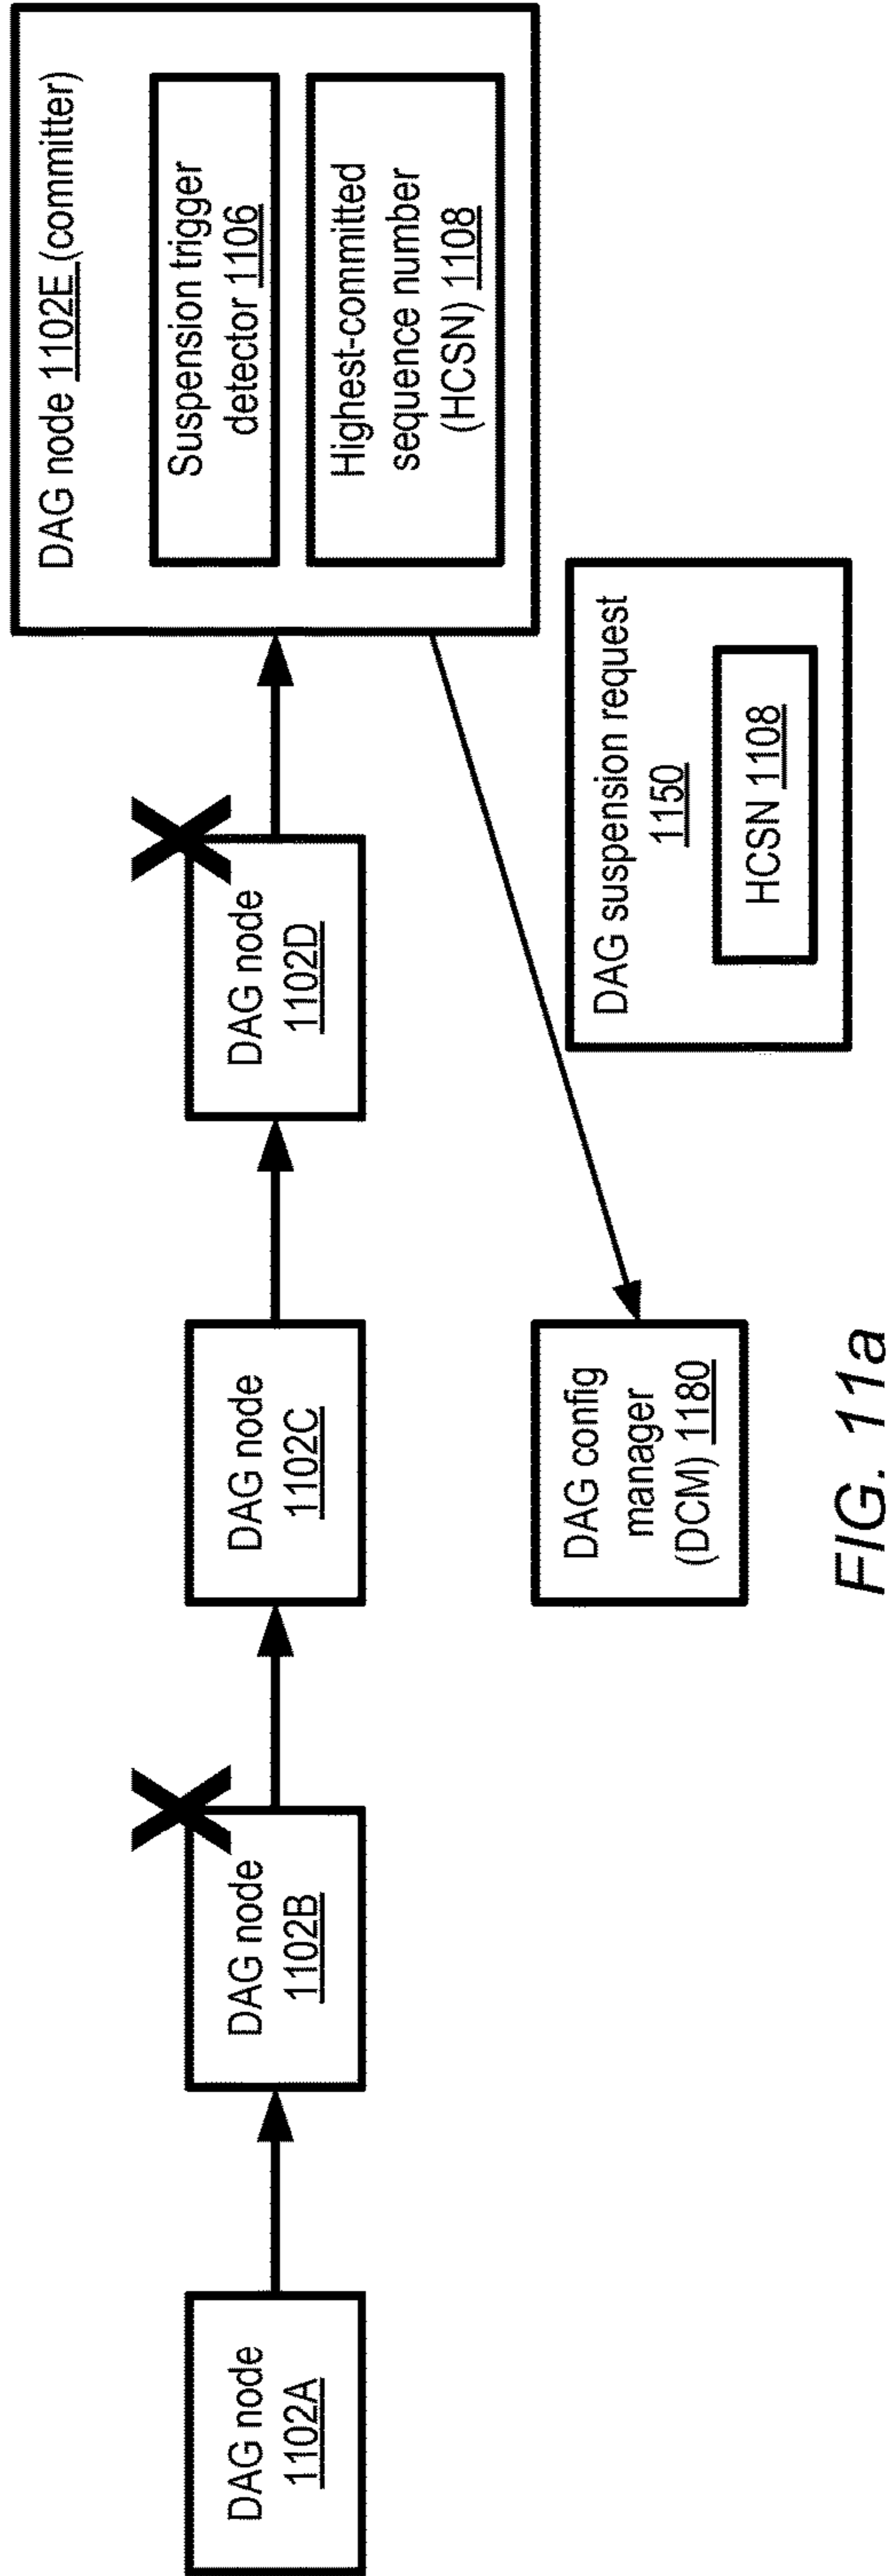 DAG node
1102A
DAG node
1102B
DAG node
1102C
DAG node
1102D
DAG node 1102E (committer)
Suspension trigger
detector 1106
Highest-committed
sequence number
(HCSN) 1108
DAG config
manager
(DCM) 1180
DAG suspension request
1150
HCSN 1108
FIG. 11a